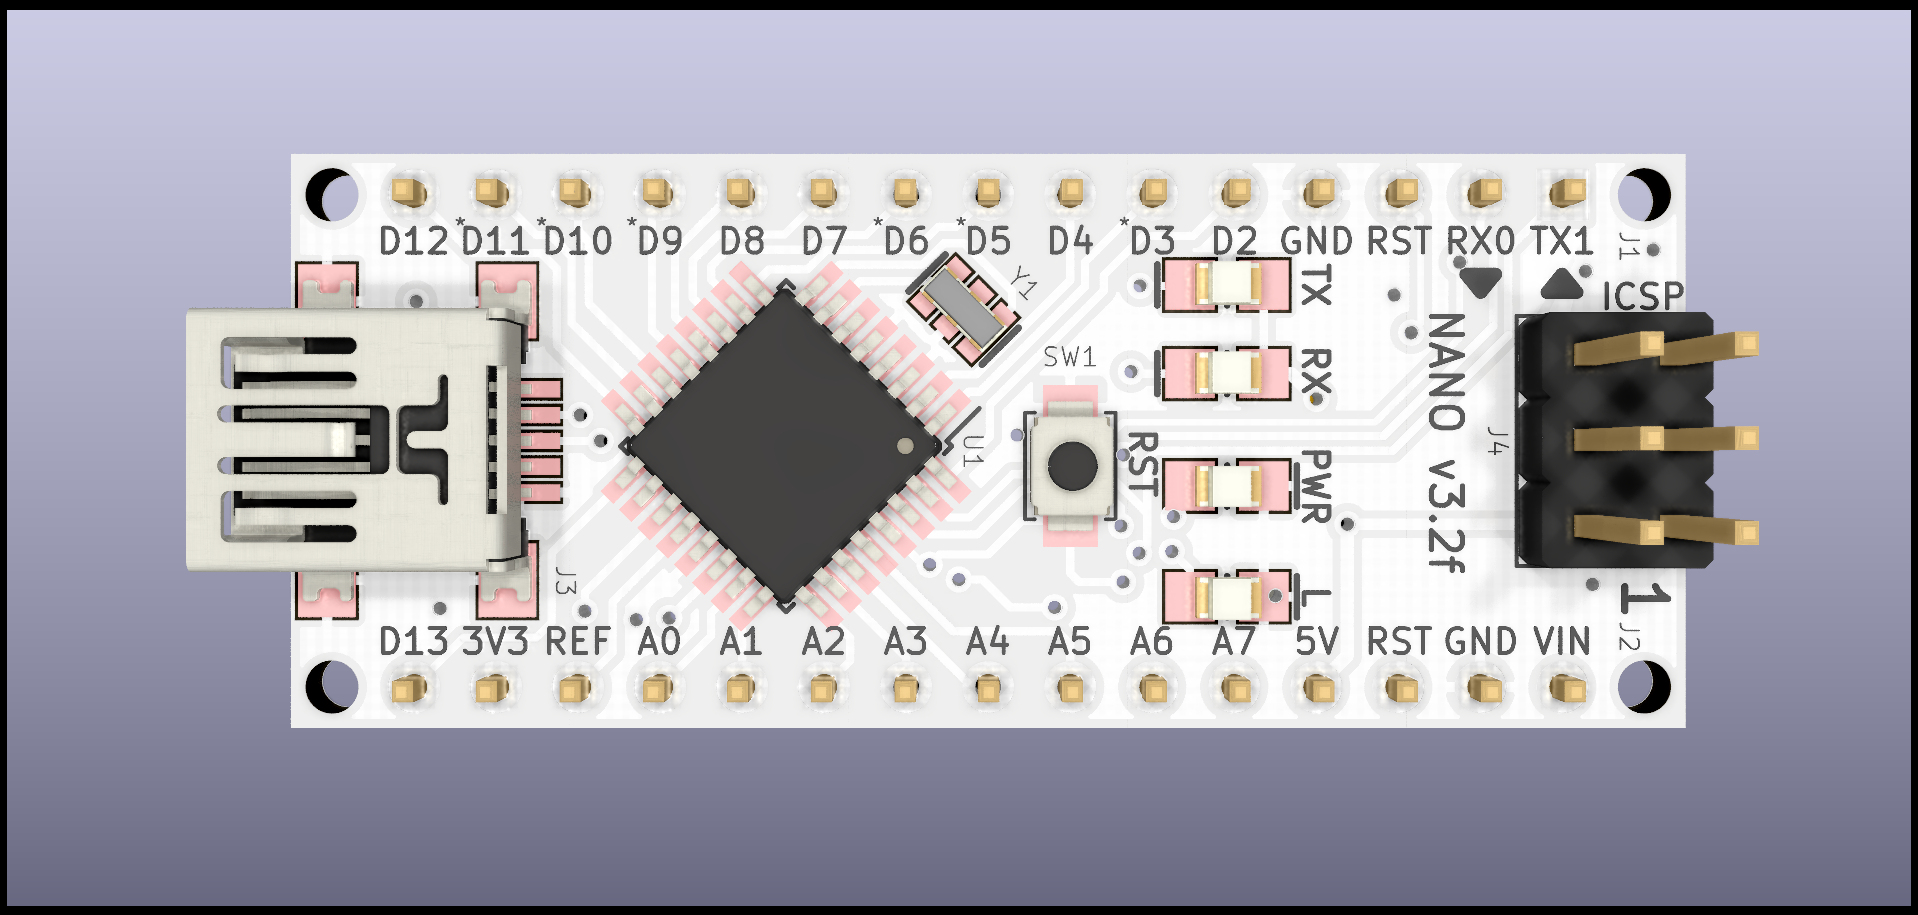 D12 *D11 *D10 *D9 D8 D7 *D6 *D5 D4 *D3 D2 GND RST RX0 TX1
J1
Y1
TX
ICSP
NANO v3.2f
SW1
RX
U1
RST
PWR
J4
J3
L
1
J2
D13 3V3 REF A0 A1 A2 A3 A4 A5 A6 A7 5V RST GND VIN